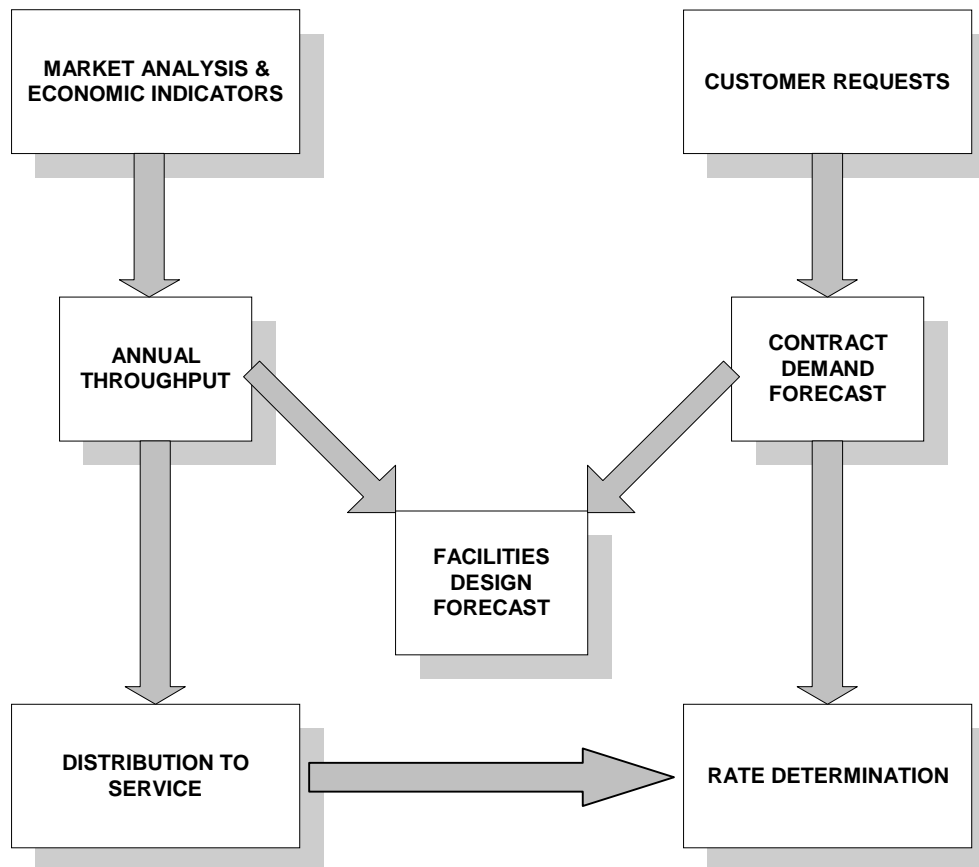 MARKET ANALYSIS &
ECONOMIC INDICATORS
CUSTOMER REQUESTS
ANNUAL
THROUGHPUT
CONTRACT
DEMAND
FORECAST
FACILITIES
DESIGN
FORECAST
DISTRIBUTION TO
SERVICE
RATE DETERMINATION